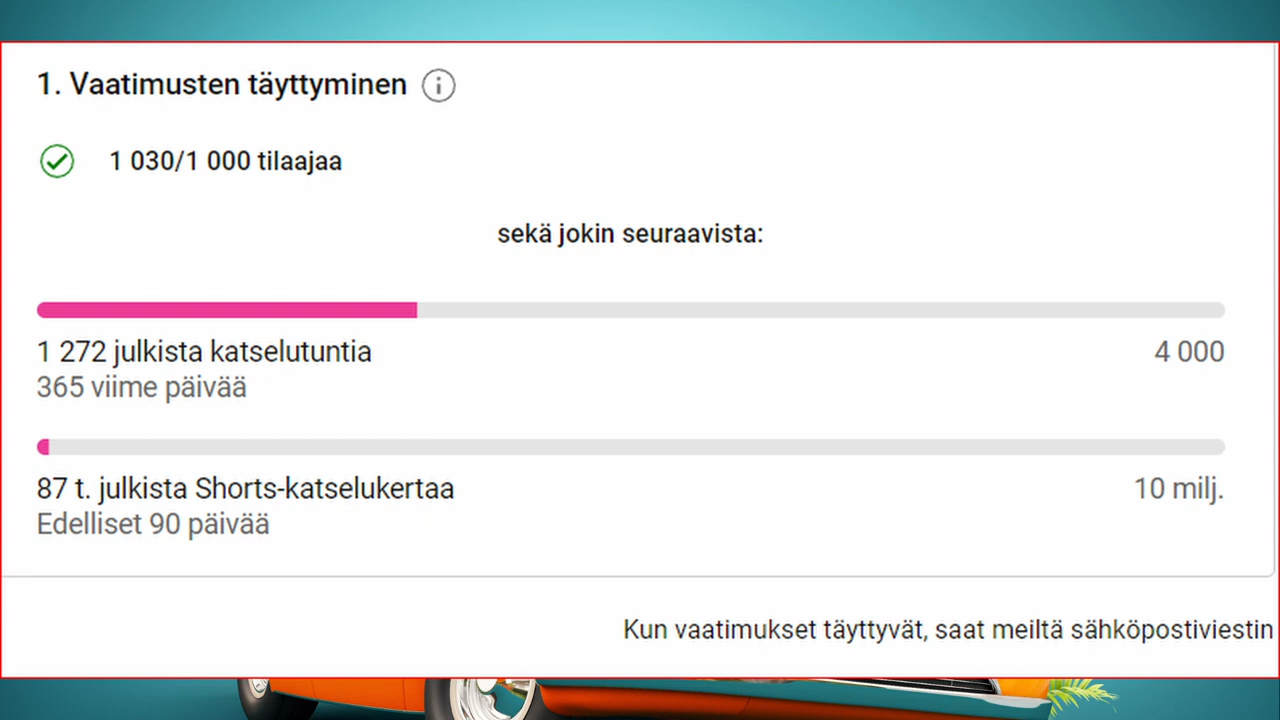 1. Vaatimusten täyttyminen
1 030/1 000 tilaajaa
sekä jokin seuraavista:
1 272 julkista katselutuntia 4 000
365 viime päivää
87 t. julkista Shorts-katselukertaa 10 milj.
Edelliset 90 päivää
Kun vaatimukset täyttyvät, saat meiltä sähköpostiviestin